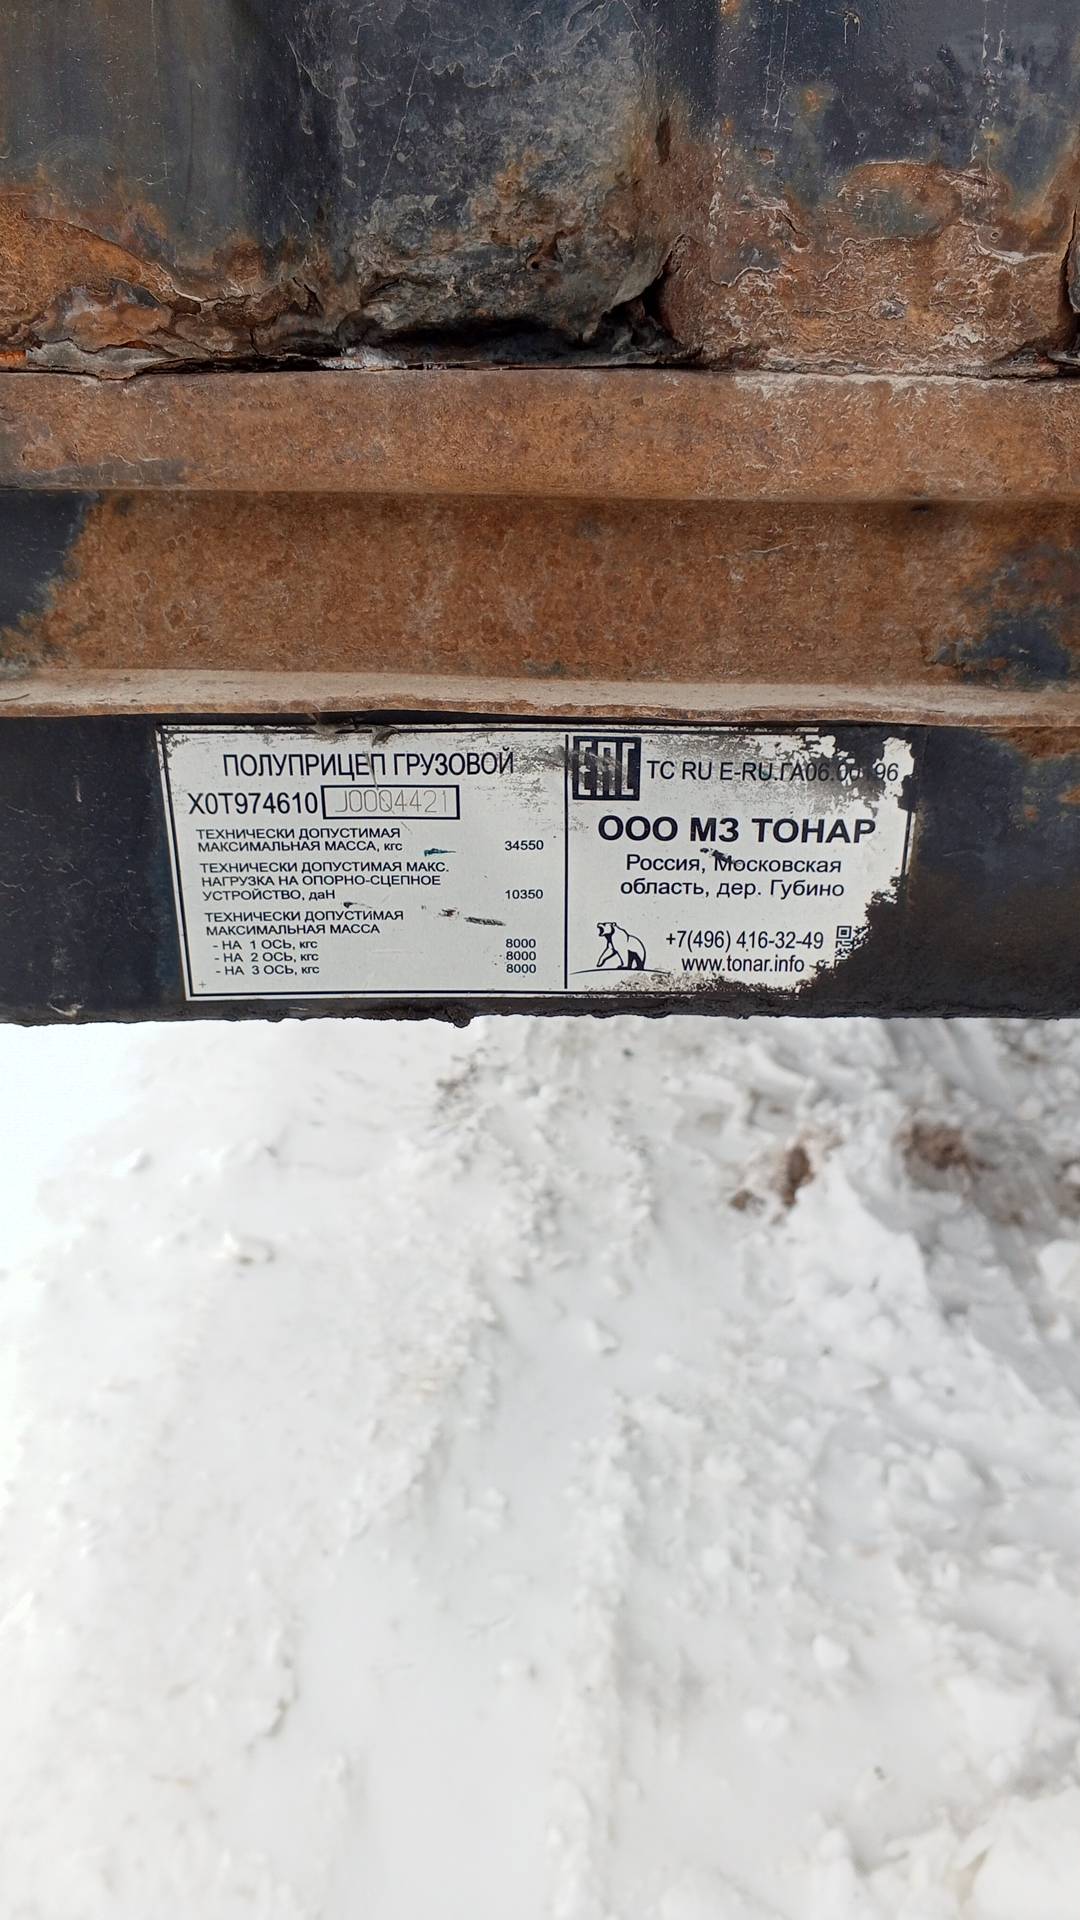 ПОЛУПРИЦЕП ГРУЗОВОЙ
X0T974610 J0004421
ТЕХНИЧЕСКИ ДОПУСТИМАЯ
МАКСИМАЛЬНАЯ МАССА, кгс 34550
ТЕХНИЧЕСКИ ДОПУСТИМАЯ МАКС.
НАГРУЗКА НА ОПОРНО-СЦЕПНОЕ
УСТРОЙСТВО, даН 10350
ТЕХНИЧЕСКИ ДОПУСТИМАЯ
МАКСИМАЛЬНАЯ МАССА
- НА 1 ОСЬ, кгс 8000
- НА 2 ОСЬ, кгс 8000
- НА 3 ОСЬ, кгс 8000
EAC TC RU E-RU.ГА06.00196
ООО МЗ ТОНАР
Россия, Московская
область, дер. Губино
+7(496) 416-32-49
www.tonar.info